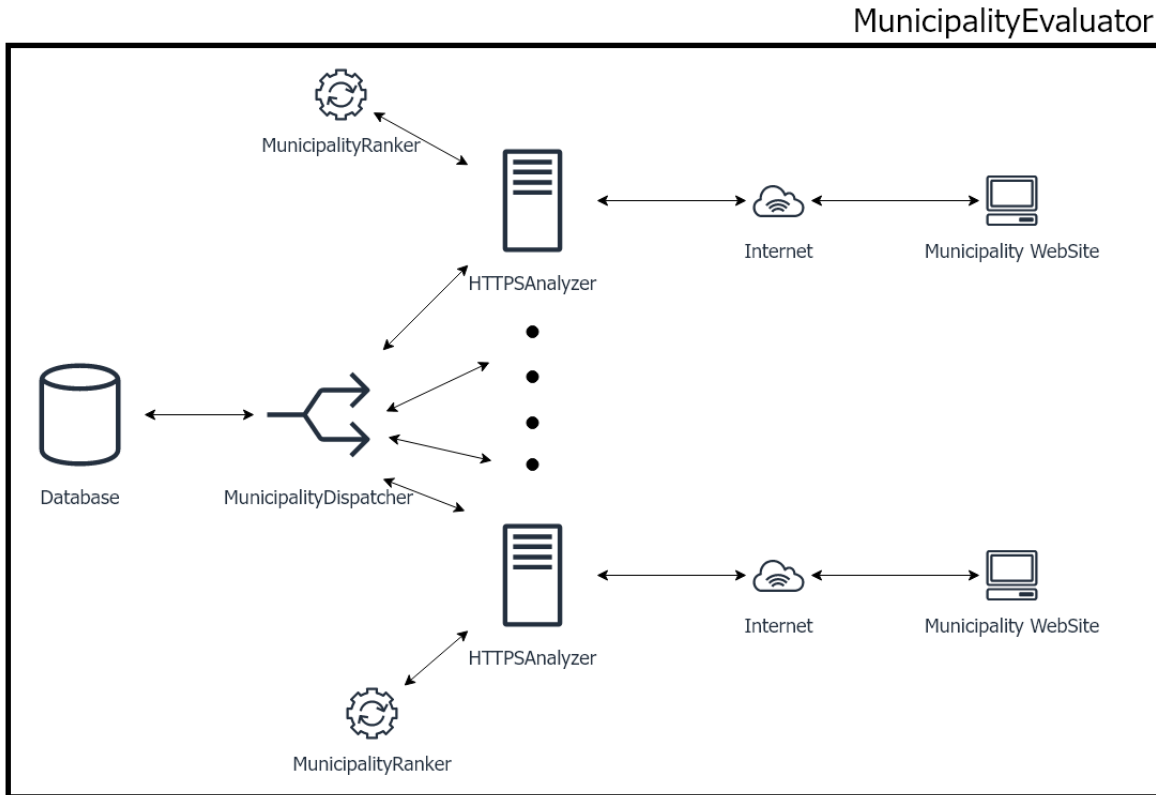 MunicipalityEvaluator
MunicipalityRanker
HTTPSAnalyzer
Internet
Municipality WebSite
Database
MunicipalityDispatcher
HTTPSAnalyzer
Internet
Municipality WebSite
MunicipalityRanker